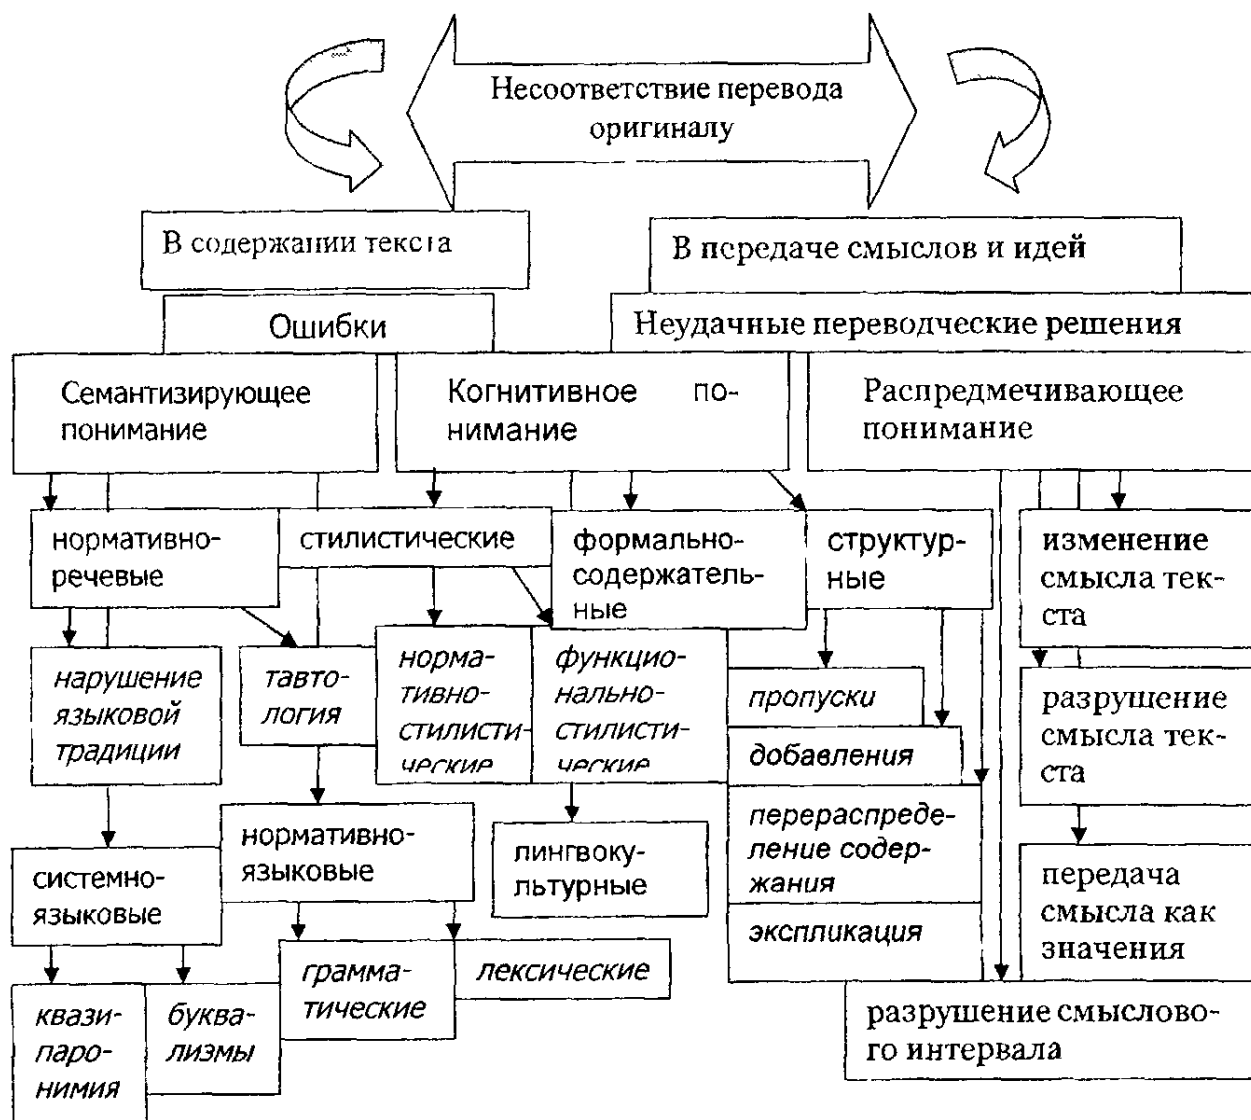 Несоответствие перевода
оригиналу
В содержании текста
В передаче смыслов и идей
Ошибки
Неудачные переводческие решения
Семантизирующее
понимание
Когнитивное по-
нимание
Распредмечивающее
понимание
нормативно-
речевые
стилистические
формально-
содержатель-
ные
структур-
ные
изменение
смысла тек-
ста
нарушение
языковой
традиции
тавто-
логия
норма-
тивно-
стилисти-
ческие
функцио-
нально-
стилисти-
ческие
пропуски
добавления
перераспреде-
ление содер-
жания
экспликация
разрушение
смысла тек-
ста
системно-
языковые
нормативно-
языковые
лингвоку-
льтурные
передача
смысла как
значения
квази-
паро-
нимия
буква-
лизмы
грамма-
тические
лексические
разрушение смыслово-
го интервала